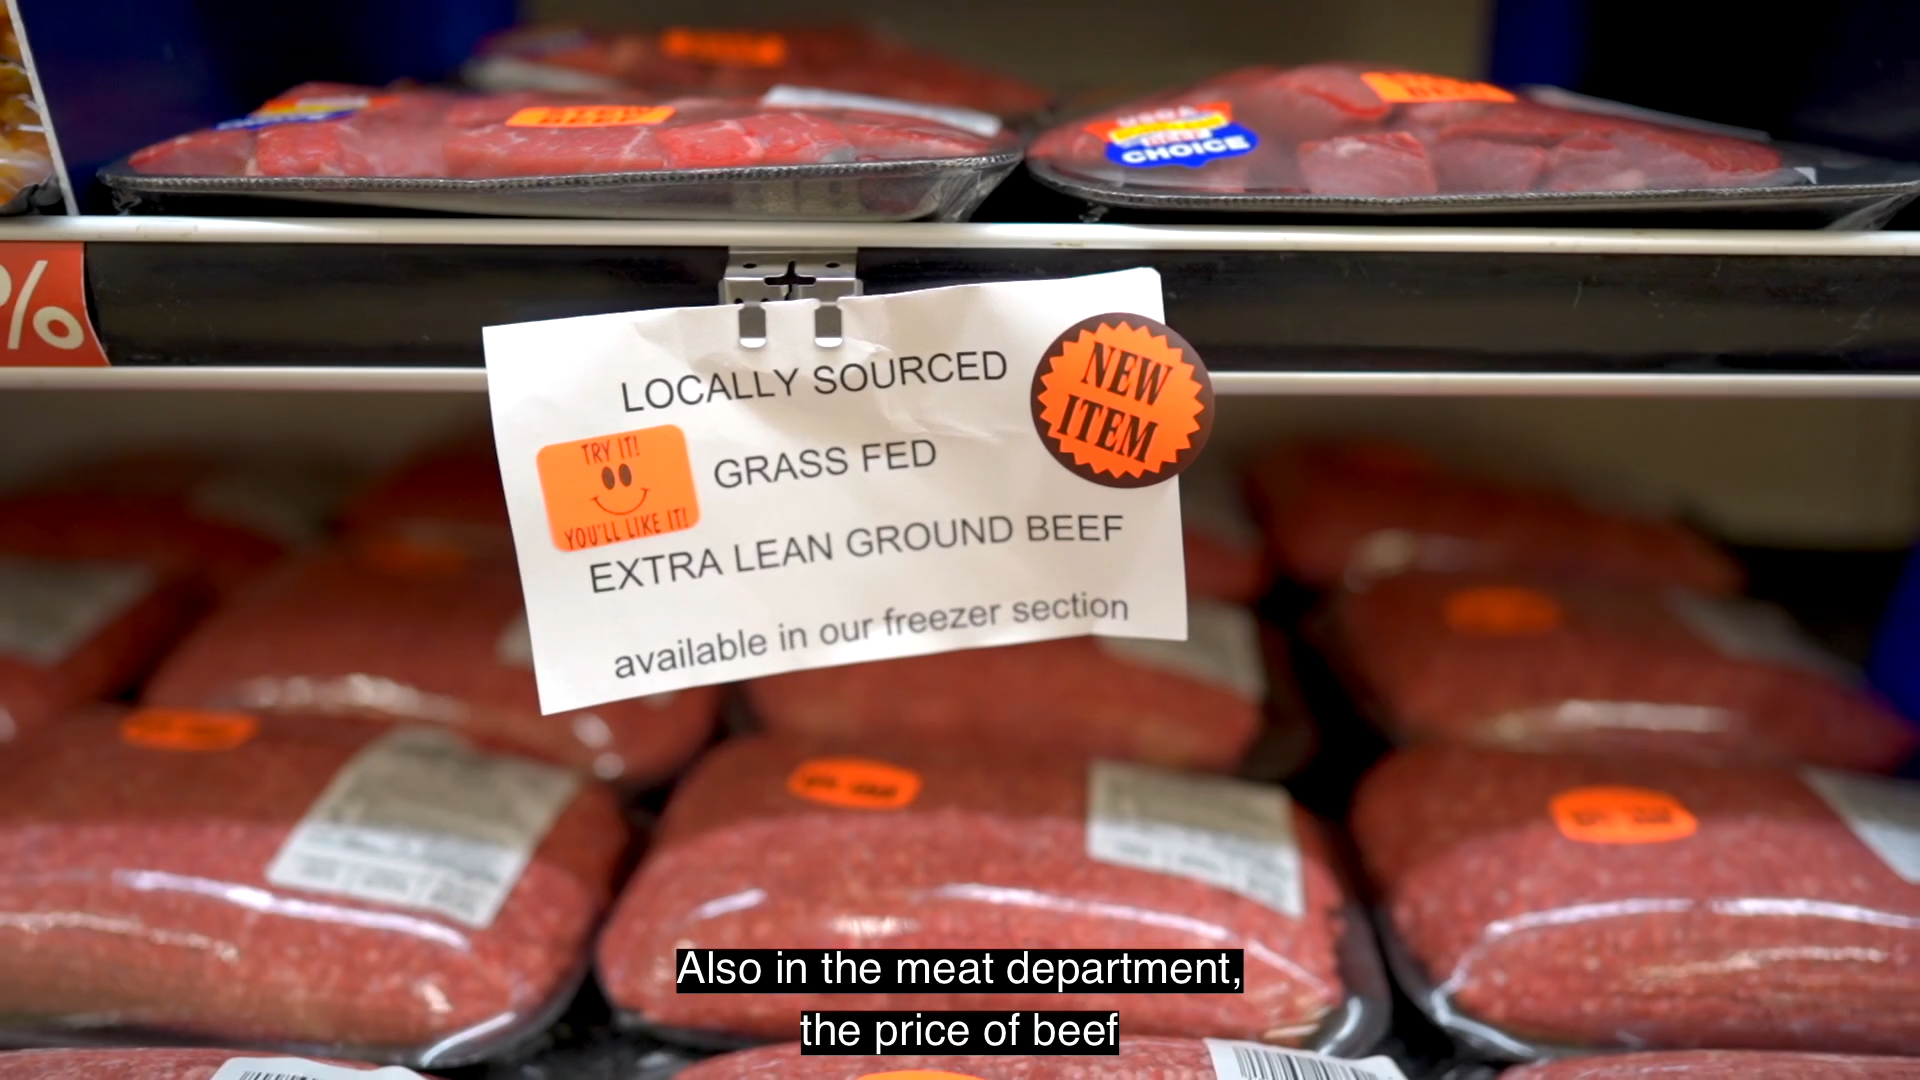 USDA
CHOICE
%
LOCALLY SOURCED
NEW
ITEM
TRY IT!
GRASS FED
YOU'LL LIKE IT!
EXTRA LEAN GROUND BEEF
available in our freezer section
Also in the meat department,
the price of beef